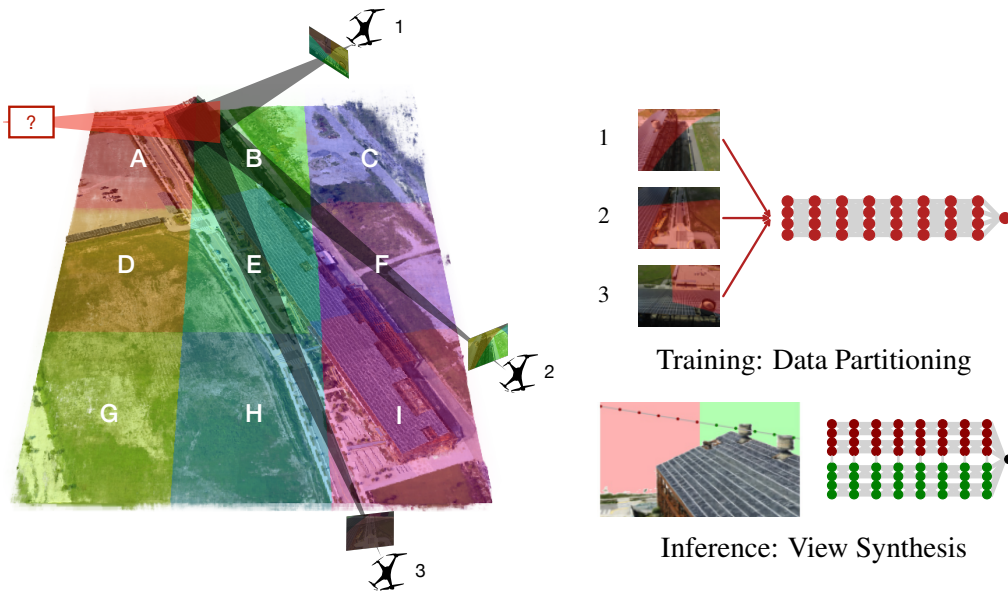 1
?
A
B
C
D
E
F
G
H
I
2
3
1
2
3
Training: Data Partitioning
Inference: View Synthesis